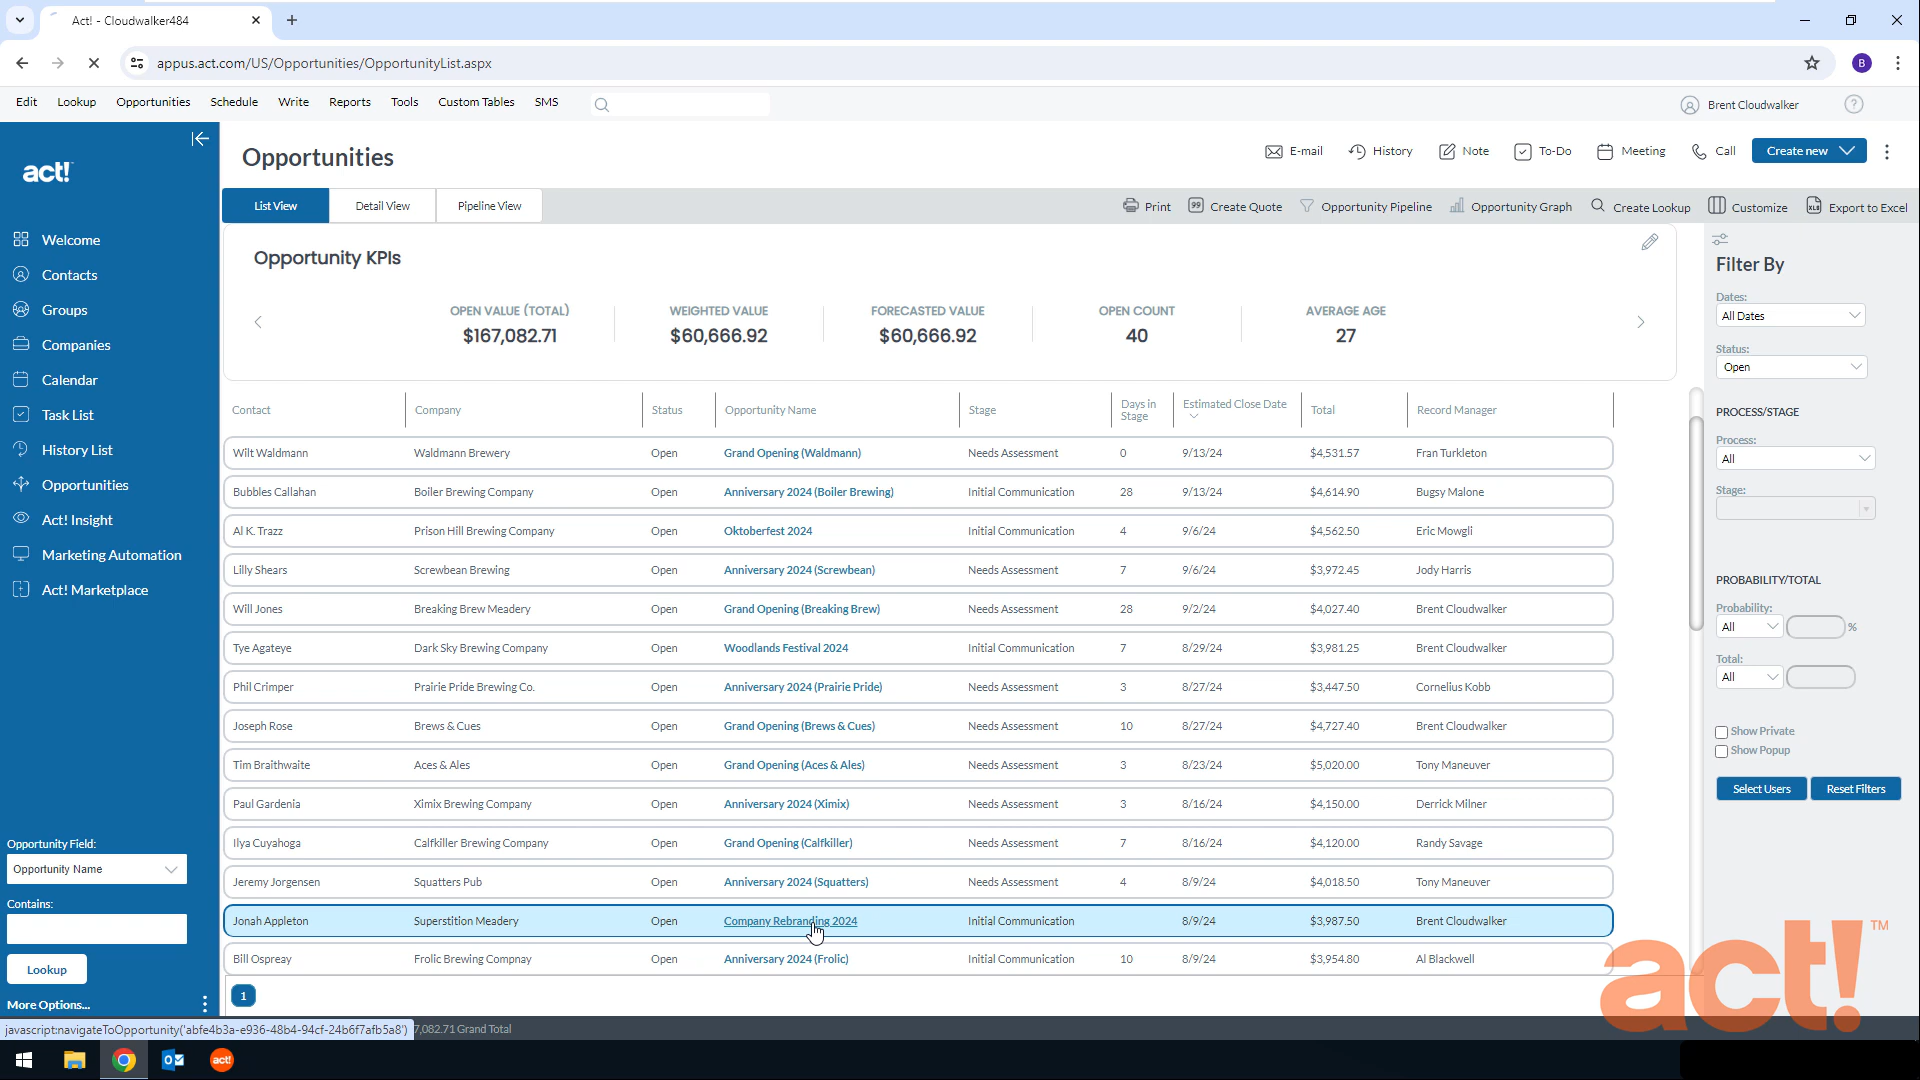 Act! - Cloudwalker484
appus.act.com/US/Opportunities/OpportunityList.aspx
B
Edit Lookup Opportunities Schedule Write Reports Tools Custom Tables SMS
Brent Cloudwalker ?
act!
Opportunities
E-mail History Note To-Do Meeting Call Create new
List View Detail View Pipeline View
Print Create Quote Opportunity Pipeline Opportunity Graph Create Lookup Customize Export to Excel
Welcome
Contacts
Groups
Companies
Calendar
Task List
History List
Opportunities
Act! Insight
Marketing Automation
Act! Marketplace
Opportunity Field:
Opportunity Name
Contains:
Lookup
More Options...
Opportunity KPIs
OPEN VALUE (TOTAL) WEIGHTED VALUE FORECASTED VALUE OPEN COUNT AVERAGE AGE
$167,082.71 $60,666.92 $60,666.92 40 27
Contact Company Status Opportunity Name Stage Days in Stage Estimated Close Date Total Record Manager
Wilt Waldmann Waldmann Brewery Open Grand Opening (Waldmann) Needs Assessment 0 9/13/24 $4,531.57 Fran Turkleton
Bubbles Callahan Boiler Brewing Company Open Anniversary 2024 (Boiler Brewing) Initial Communication 28 9/13/24 $4,614.90 Bugsy Malone
Al K. Trazz Prison Hill Brewing Company Open Oktoberfest 2024 Initial Communication 4 9/6/24 $4,562.50 Eric Mowgli
Lilly Shears Screwbean Brewing Open Anniversary 2024 (Screwbean) Needs Assessment 7 9/6/24 $3,972.45 Jody Harris
Will Jones Breaking Brew Meadery Open Grand Opening (Breaking Brew) Needs Assessment 28 9/2/24 $4,027.40 Brent Cloudwalker
Tye Agateye Dark Sky Brewing Company Open Woodlands Festival 2024 Initial Communication 7 8/29/24 $3,981.25 Brent Cloudwalker
Phil Crimper Prairie Pride Brewing Co. Open Anniversary 2024 (Prairie Pride) Needs Assessment 3 8/27/24 $3,447.50 Cornelius Kobb
Joseph Rose Brews & Cues Open Grand Opening (Brews & Cues) Needs Assessment 10 8/27/24 $4,727.40 Brent Cloudwalker
Tim Braithwaite Aces & Ales Open Grand Opening (Aces & Ales) Needs Assessment 3 8/23/24 $5,020.00 Tony Maneuver
Paul Gardenia Ximix Brewing Company Open Anniversary 2024 (Ximix) Needs Assessment 3 8/16/24 $4,150.00 Derrick Milner
Ilya Cuyahoga Calfkiller Brewing Company Open Grand Opening (Calfkiller) Needs Assessment 7 8/16/24 $4,120.00 Randy Savage
Jeremy Jorgensen Squatters Pub Open Anniversary 2024 (Squatters) Needs Assessment 4 8/9/24 $4,018.50 Tony Maneuver
Jonah Appleton Superstition Meadery Open Company Rebranding 2024 Initial Communication 8/9/24 $3,987.50 Brent Cloudwalker
Bill Ospreay Frolic Brewing Compnay Open Anniversary 2024 (Frolic) Initial Communication 10 8/9/24 $3,954.80 Al Blackwell
1
Filter By
Dates:
All Dates
Status:
Open
PROCESS/STAGE
Process:
All
Stage:
PROBABILITY/TOTAL
Probability:
All %
Total:
All
Show Private
Show Popup
Select Users Reset Filters
act! TM
javascript:navigateToOpportunity('abfe4b3a-e936-48b4-94cf-24b6f7afb5a8') 7,082.71 Grand Total
act!